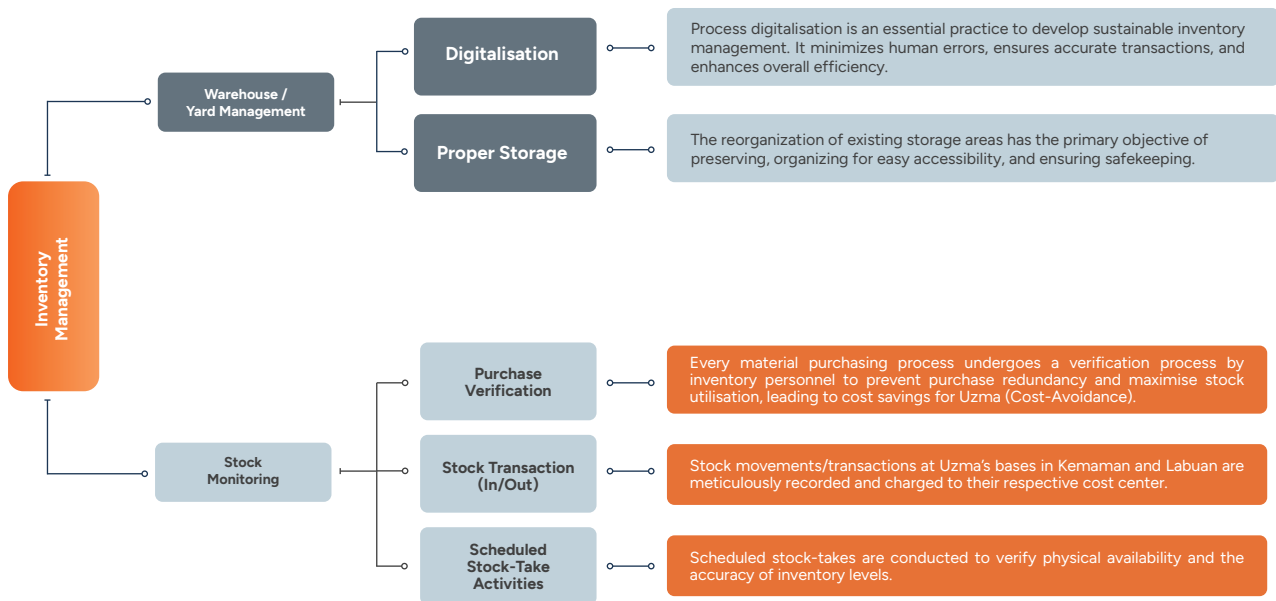 Inventory
Management
Warehouse /
Yard Management
Digitalisation
Process digitalisation is an essential practice to develop sustainable inventory
management. It minimizes human errors, ensures accurate transactions, and
enhances overall efficiency.
Proper Storage
The reorganization of existing storage areas has the primary objective of
preserving, organizing for easy accessibility, and ensuring safekeeping.
Stock
Monitoring
Purchase
Verification
Every material purchasing process undergoes a verification process by
inventory personnel to prevent purchase redundancy and maximise stock
utilisation, leading to cost savings for Uzma (Cost-Avoidance).
Stock Transaction
(In/Out)
Stock movements/transactions at Uzma’s bases in Kemaman and Labuan are
meticulously recorded and charged to their respective cost center.
Scheduled
Stock-Take
Activities
Scheduled stock-takes are conducted to verify physical availability and the
accuracy of inventory levels.